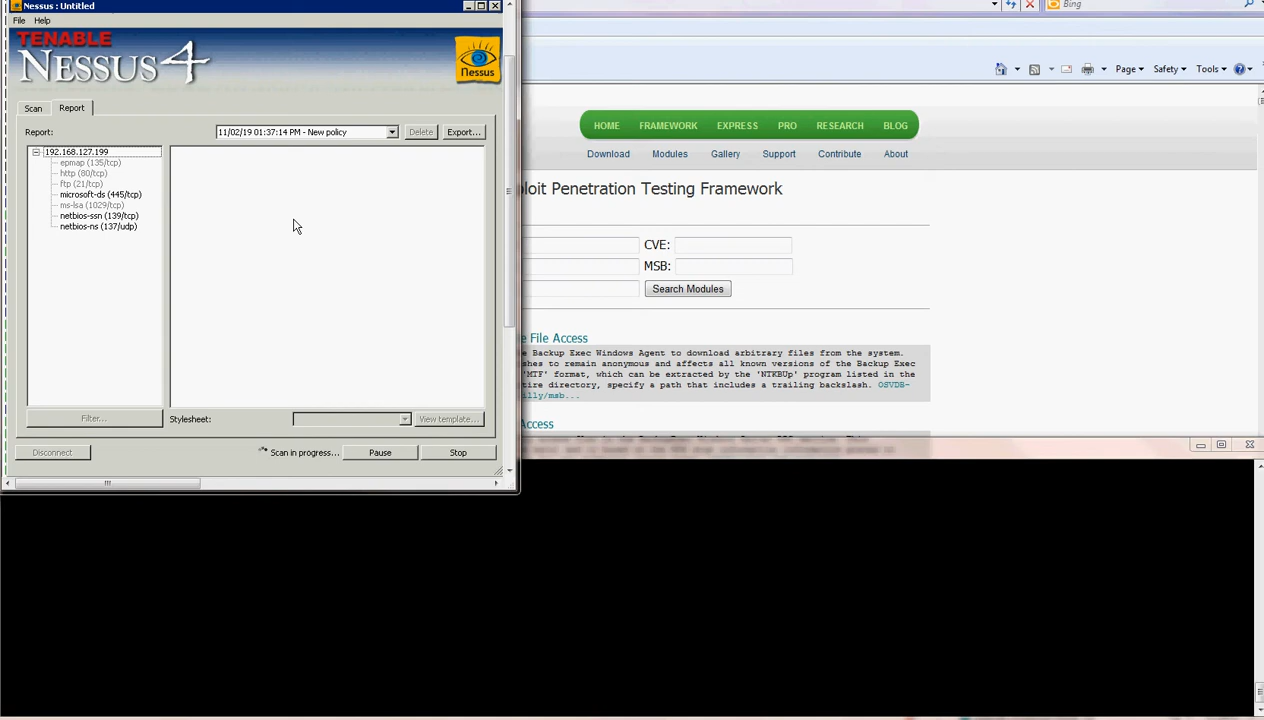 Nessus : Untitled
File Help
TENABLE
NESSUS 4
Nessus
Scan Report
Report: 11/02/19 01:37:14 PM - New policy Delete Export...
192.168.127.199
epmap (135/tcp)
http (80/tcp)
ftp (21/tcp)
microsoft-ds (445/tcp)
ms-lsa (1029/tcp)
netbios-ssn (139/tcp)
netbios-ns (137/udp)
Filter... Stylesheet: View template...
Disconnect Scan in progress... Pause Stop
Bing
Page Safety Tools
HOME FRAMEWORK EXPRESS PRO RESEARCH BLOG
Download Modules Gallery Support Contribute About
ploit Penetration Testing Framework
CVE:
MSB:
Search Modules
e File Access
e Backup Exec Windows Agent to download arbitrary files from the system.
shes to remain anonymous and affects all known versions of the Backup Exec
'MTF' format, which can be extracted by the 'NTKBUp' program listed in the
tire directory, specify a path that includes a trailing backslash. OSVDB-
illy/msb...
Access